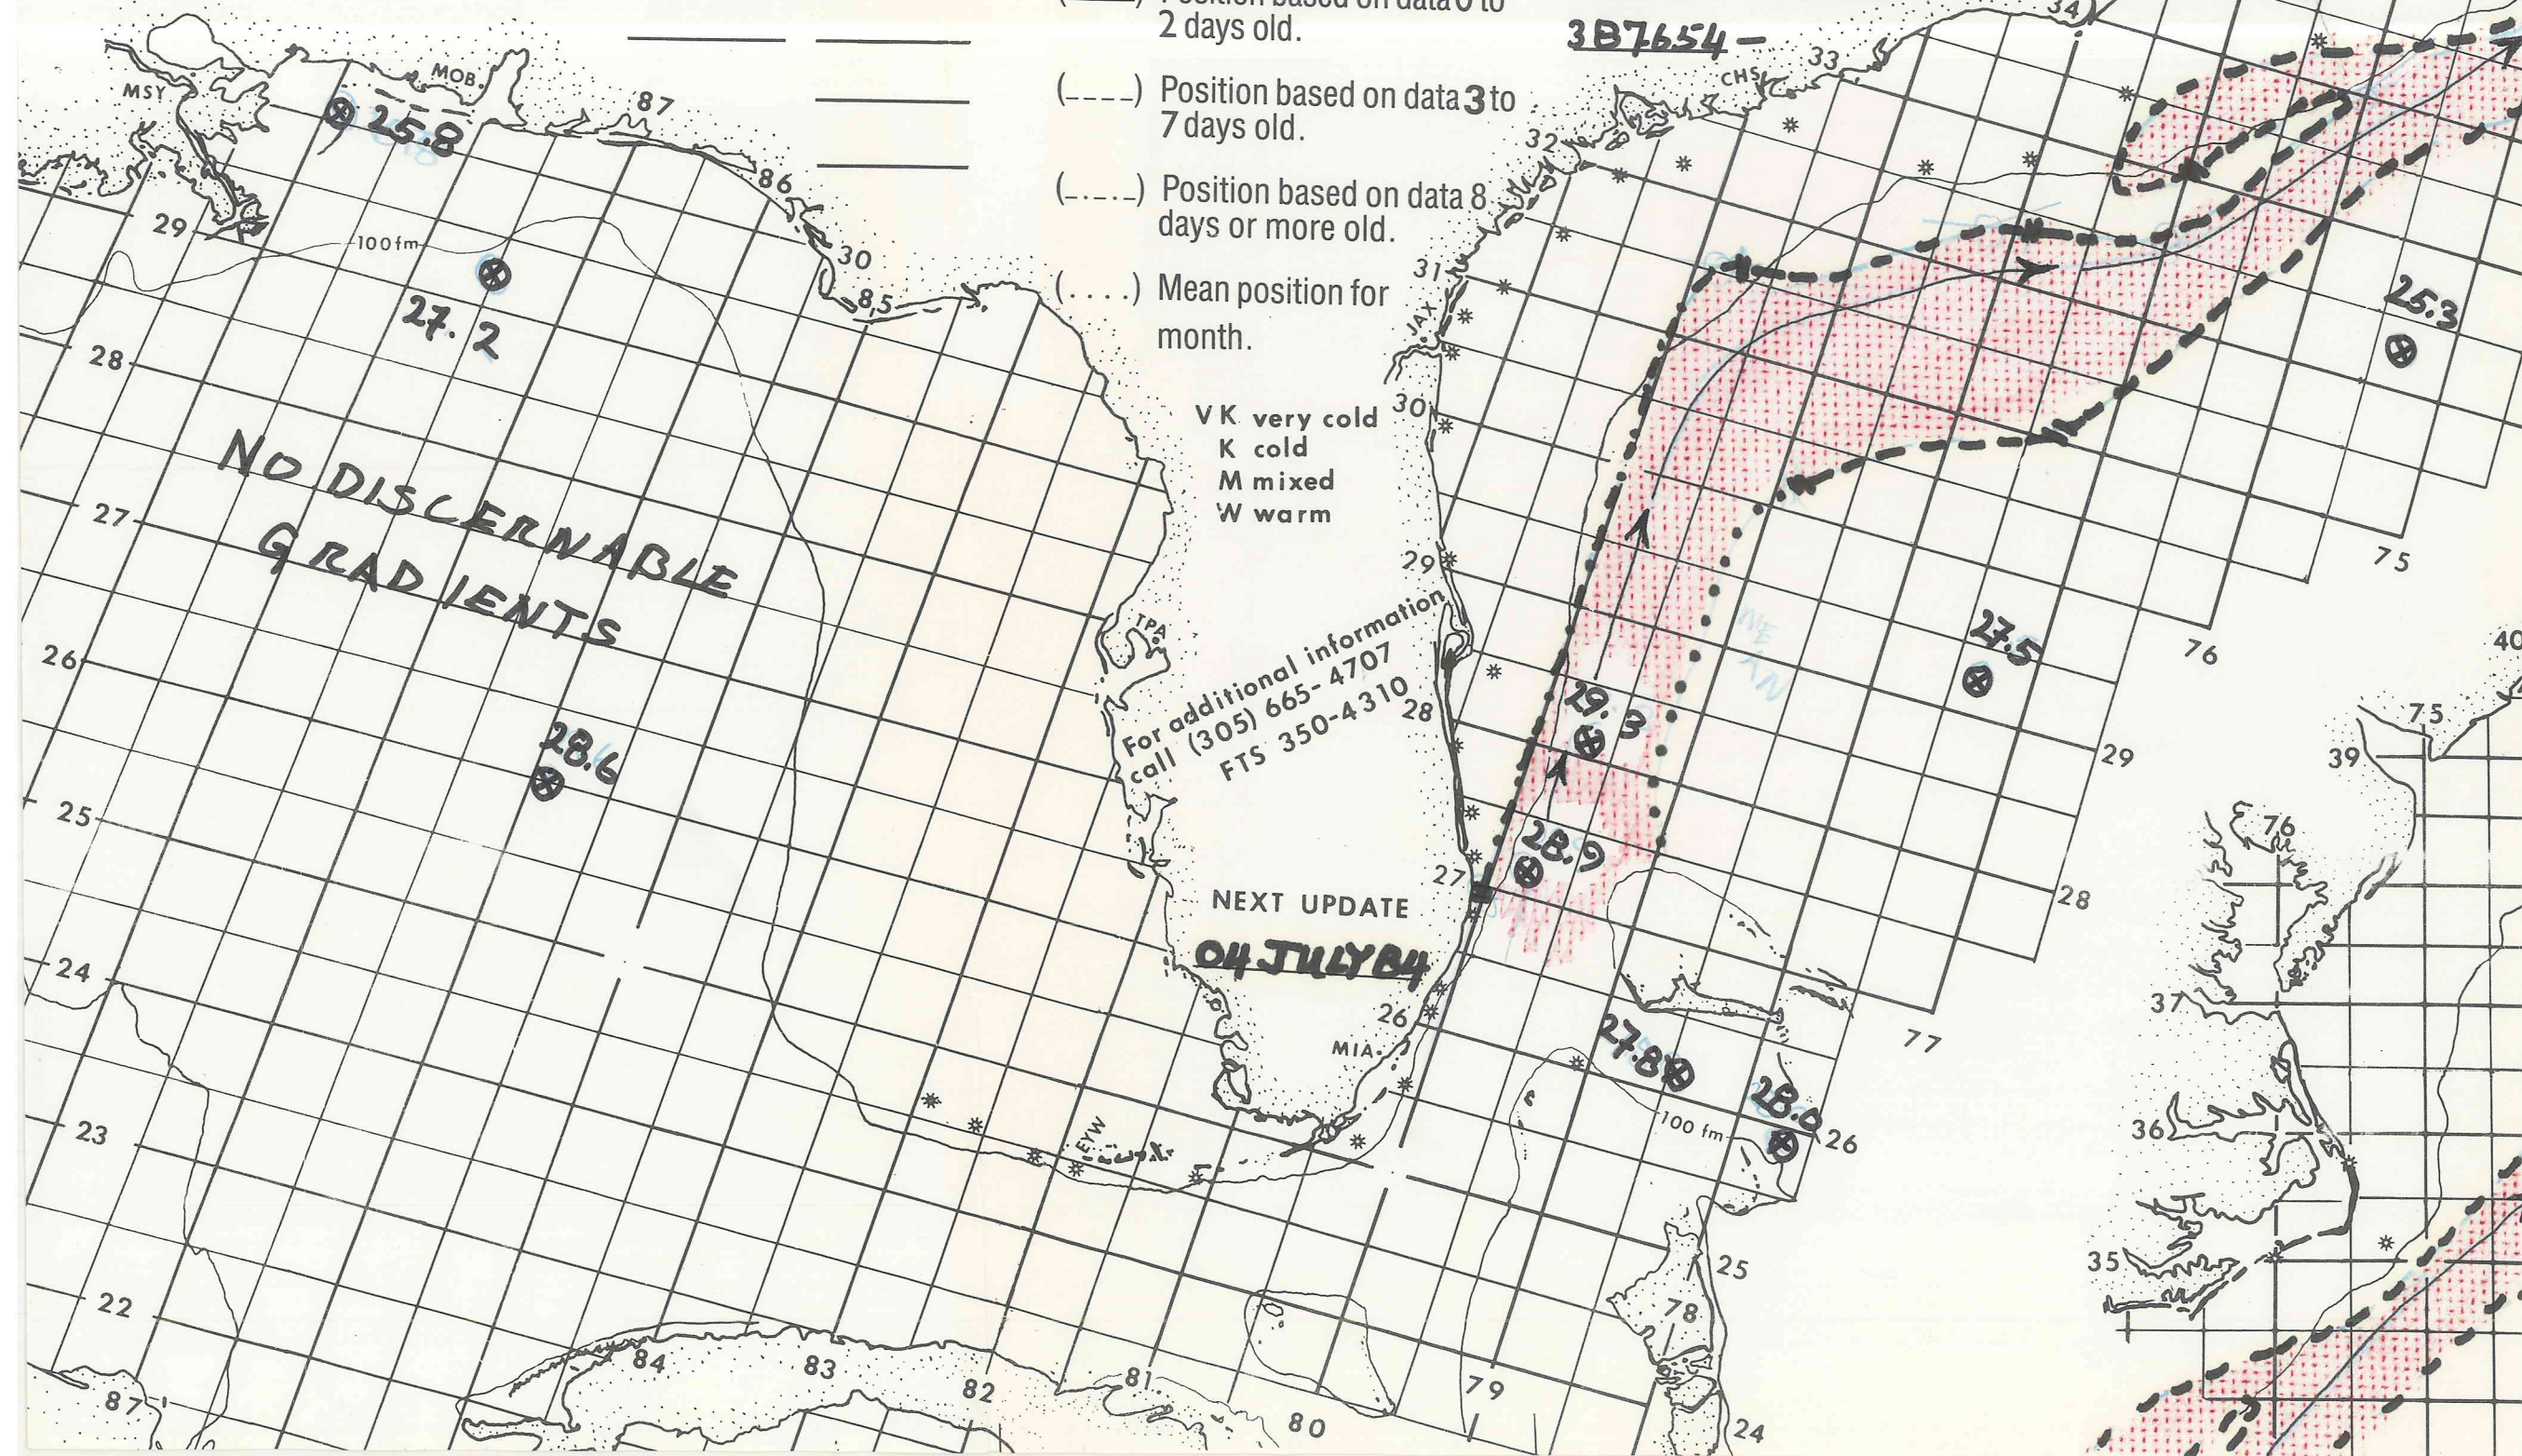 2 days old.
(____) Position based on data 3 to
7 days old.
(_._._) Position based on data 8
days or more old.
(....) Mean position for
month.
VK very cold
K cold
M mixed
W warm
For additional information
call (305) 665-4707
FTS 350-4310
NEXT UPDATE
04 JULY 84
3B7654-
NO DISCERNABLE
GRADIENTS
MSY
MOB.
25.8
87
86
85
30
29
100 fm
27.2
28
27
26
25
24
23
22
87
28.6
TPA
EYW
MIA.
84
83
82
81
80
79
78
JAX
CHS
34
33
32
31
30
29
28
27
26
25.3
27.5
MEAN
29.3
28.9
27.8
28.0
100 fm
75
76
29
28
77
26
25
24
40
75
39
76
37
36
35